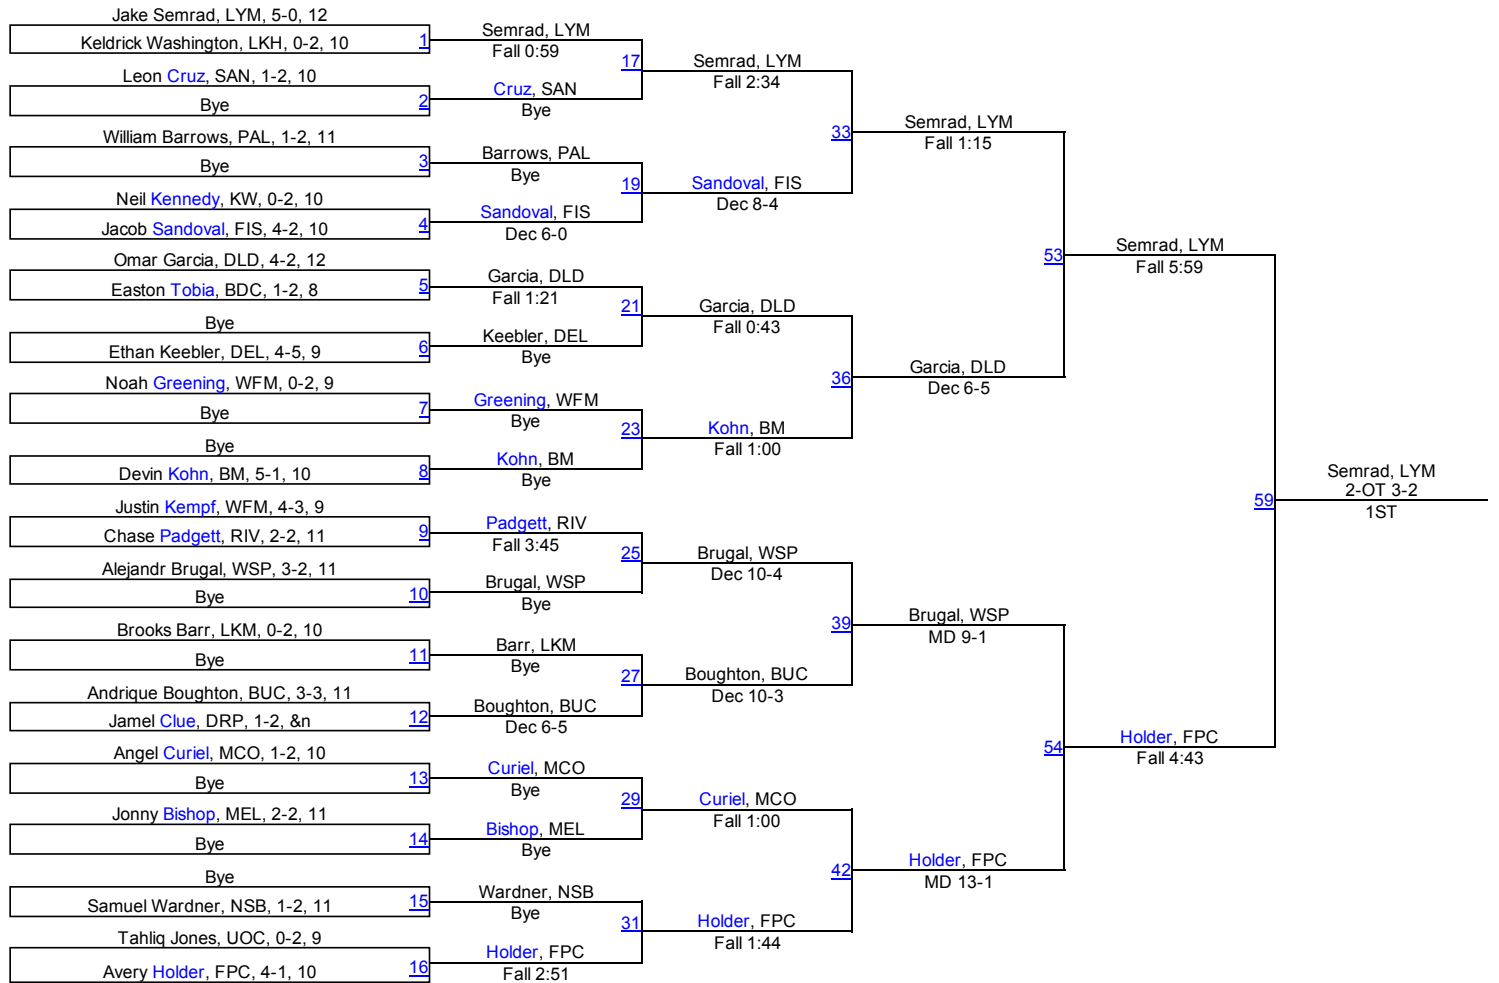 Jake Semrad, LYM, 5-0, 12
Keldrick Washington, LKH, 0-2, 10
1
Leon Cruz, SAN, 1-2, 10
Bye
2
William Barrows, PAL, 1-2, 11
Bye
3
Neil Kennedy, KW, 0-2, 10
Jacob Sandoval, FIS, 4-2, 10
4
Omar Garcia, DLD, 4-2, 12
Easton Tobia, BDC, 1-2, 8
5
Bye
Ethan Keebler, DEL, 4-5, 9
6
Noah Greening, WFM, 0-2, 9
Bye
7
Bye
Devin Kohn, BM, 5-1, 10
8
Justin Kempf, WFM, 4-3, 9
Chase Padgett, RIV, 2-2, 11
9
Alejandr Brugal, WSP, 3-2, 11
Bye
10
Brooks Barr, LKM, 0-2, 10
Bye
11
Andrique Boughton, BUC, 3-3, 11
Jamel Clue, DRP, 1-2, &n
12
Angel Curiel, MCO, 1-2, 10
Bye
13
Jonny Bishop, MEL, 2-2, 11
Bye
14
Bye
Samuel Wardner, NSB, 1-2, 11
15
Tahliq Jones, UOC, 0-2, 9
Avery Holder, FPC, 4-1, 10
16
Semrad, LYM
Fall 0:59
17
Cruz, SAN
Bye
Barrows, PAL
Bye
19
Sandoval, FIS
Dec 6-0
Garcia, DLD
Fall 1:21
21
Keebler, DEL
Bye
Greening, WFM
Bye
23
Kohn, BM
Bye
Padgett, RIV
Fall 3:45
25
Brugal, WSP
Bye
Barr, LKM
Bye
27
Boughton, BUC
Dec 6-5
Curiel, MCO
Bye
29
Bishop, MEL
Bye
Wardner, NSB
Bye
31
Holder, FPC
Fall 2:51
Semrad, LYM
Fall 2:34
33
Sandoval, FIS
Dec 8-4
Garcia, DLD
Fall 0:43
36
Kohn, BM
Fall 1:00
Brugal, WSP
Dec 10-4
39
Boughton, BUC
Dec 10-3
Curiel, MCO
Fall 1:00
42
Holder, FPC
Fall 1:44
Semrad, LYM
Fall 1:15
53
Garcia, DLD
Dec 6-5
Brugal, WSP
MD 9-1
54
Holder, FPC
MD 13-1
Semrad, LYM
Fall 5:59
59
Holder, FPC
Fall 4:43
Semrad, LYM
2-OT 3-2
1ST